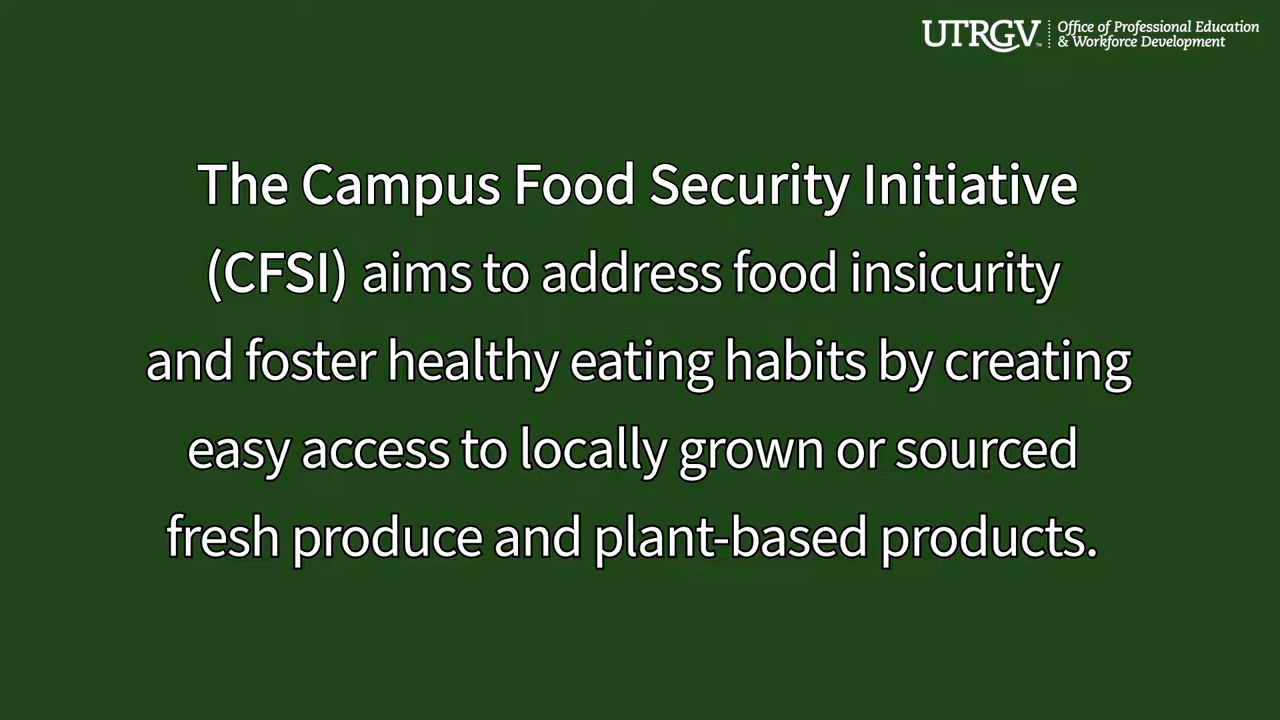 UTRGV™ Office of Professional Education
& Workforce Development
The Campus Food Security Initiative
(CFSI) aims to address food insicurity
and foster healthy eating habits by creating
easy access to locally grown or sourced
fresh produce and plant-based products.